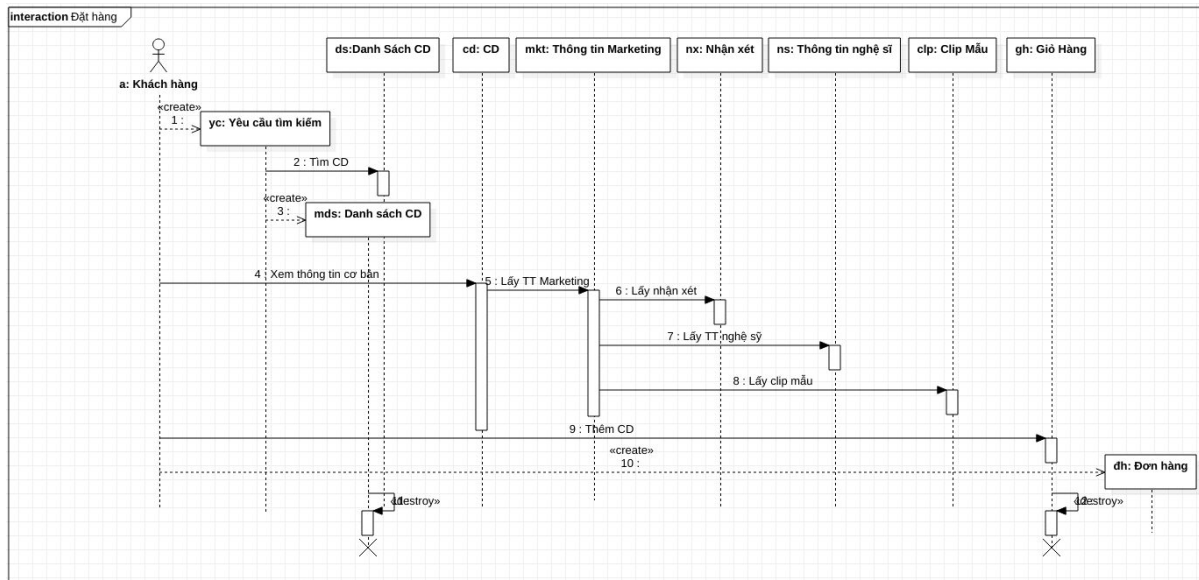 interaction Đặt hàng
ds:Danh Sách CD
cd: CD
mkt: Thông tin Marketing
nx: Nhận xét
ns: Thông tin nghệ sĩ
clp: Clip Mẫu
gh: Giỏ Hàng
a: Khách hàng
«create»
1 :
yc: Yêu cầu tìm kiếm
2 : Tìm CD
«create»
3 :
mds: Danh sách CD
4 : Xem thông tin cơ bản
5 : Lấy TT Marketing
6 : Lấy nhận xét
7 : Lấy TT nghệ sỹ
8 : Lấy clip mẫu
9 : Thêm CD
«create»
10 :
đh: Đơn hàng
«destroy»
«destroy»